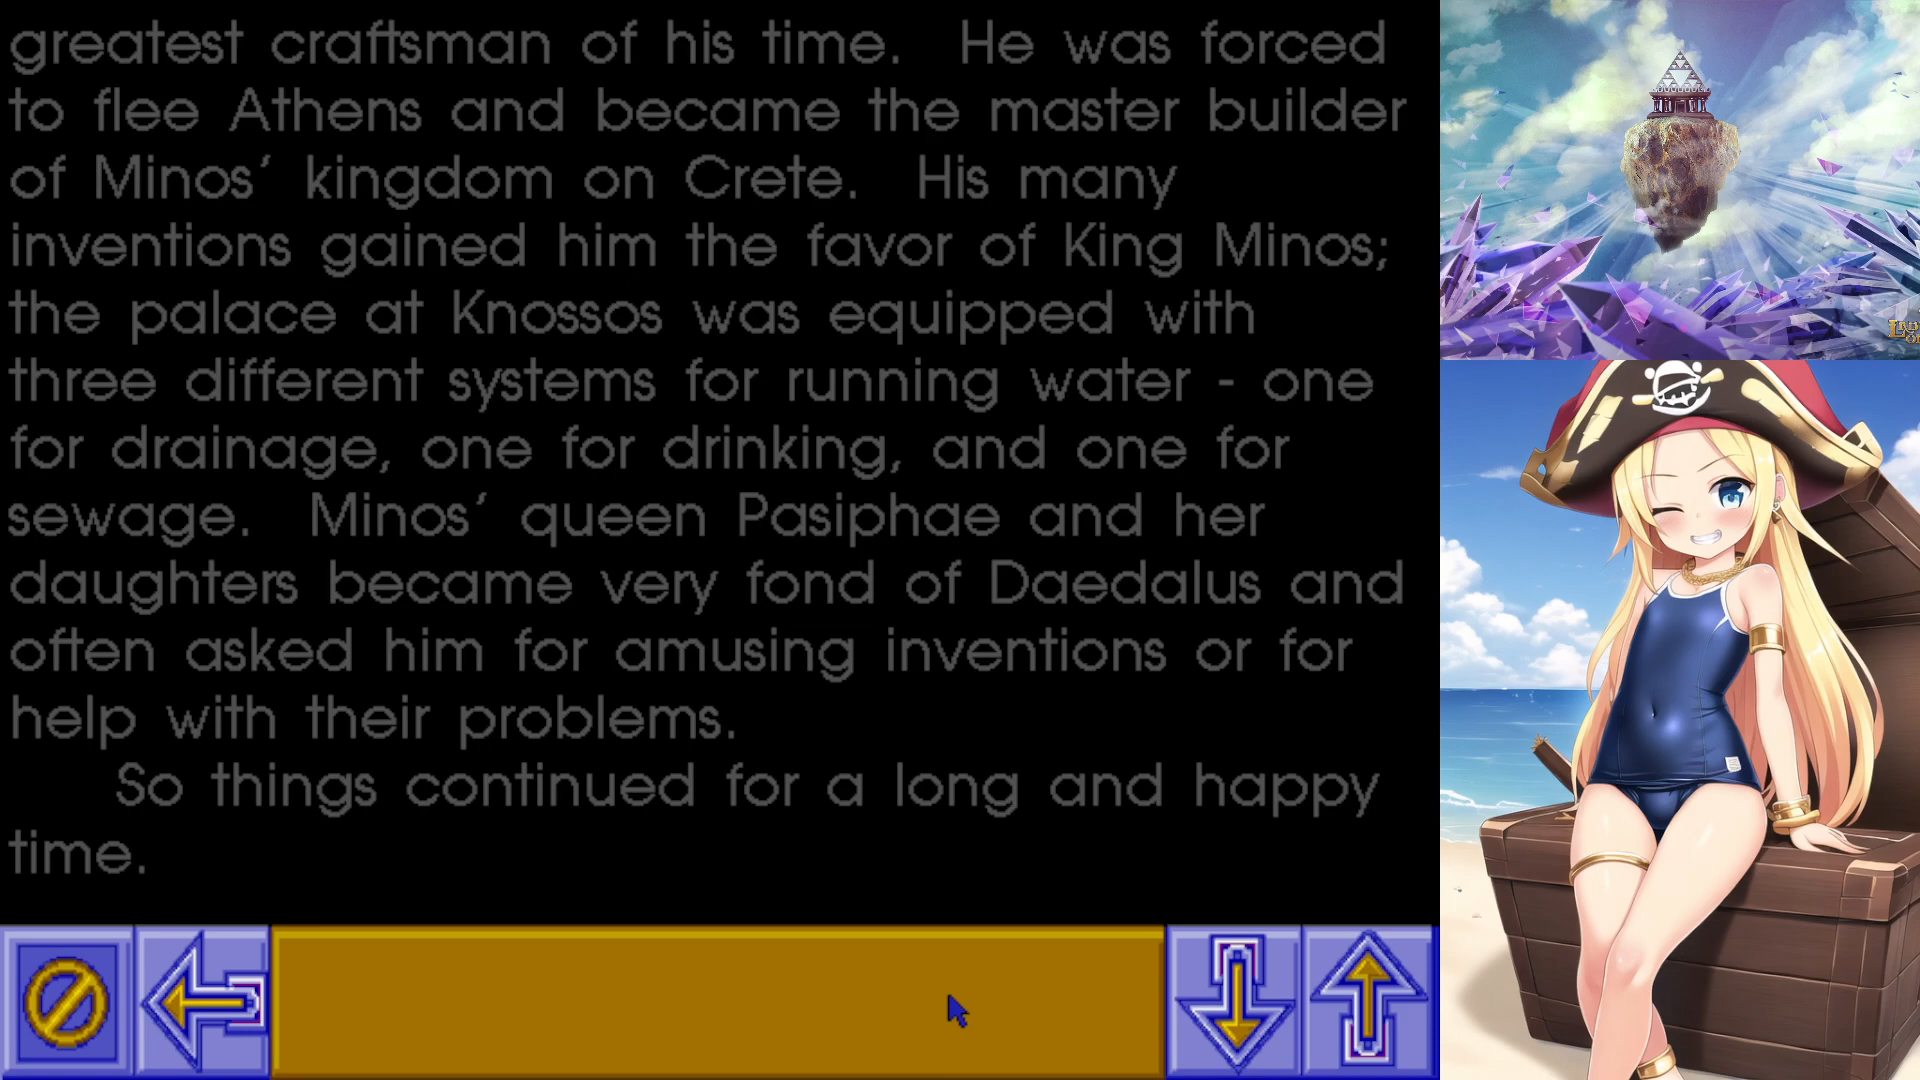 greatest craftsman of his time. He was forced
to flee Athens and became the master builder
of Minos' kingdom on Crete. His many
inventions gained him the favor of King Minos;
the palace at Knossos was equipped with
three different systems for running water - one
for drainage, one for drinking, and one for
sewage. Minos' queen Pasiphae and her
daughters became very fond of Daedalus and
often asked him for amusing inventions or for
help with their problems.
So things continued for a long and happy
time.